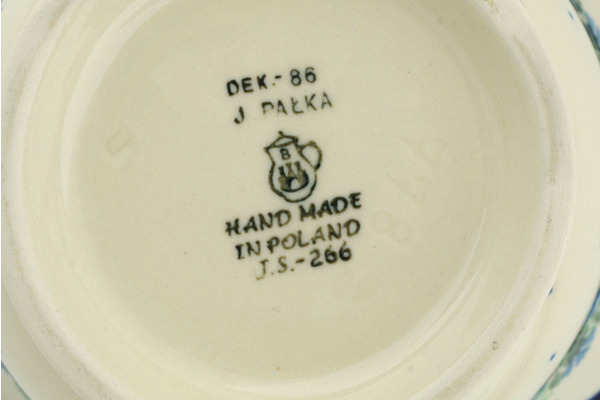 DEK.- 86
J. PAŁKA
B
HAND MADE
IN POLAND
J.S.-266